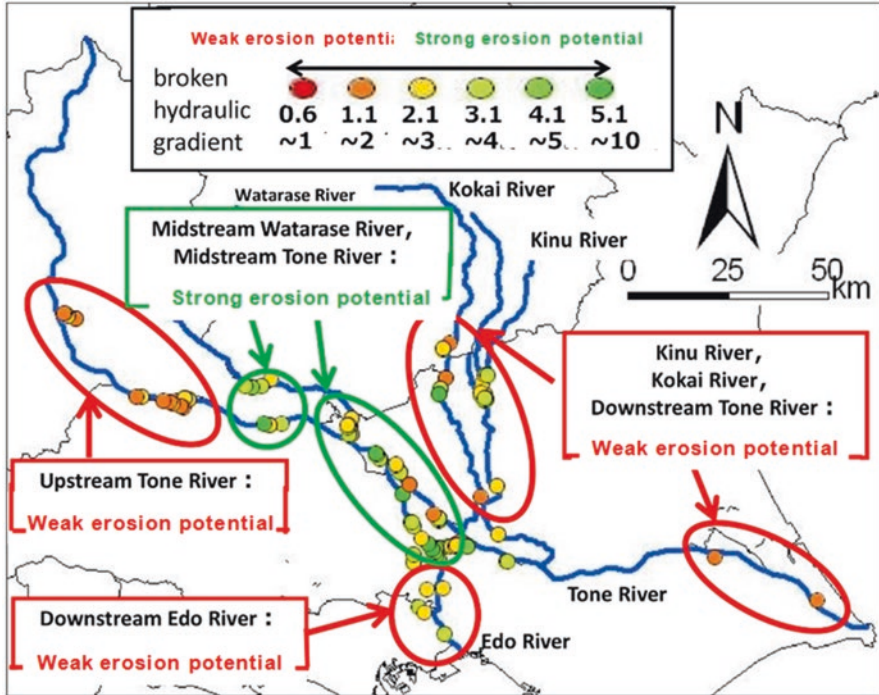 Weak erosion potentia Strong erosion potential
broken
hydraulic 0.6 1.1 2.1 3.1 4.1 5.1
gradient ~1 ~2 ~3 ~4 ~5 ~10
N
Watarase River
Kokai River
Kinu River
Midstream Watarase River,
Midstream Tone River :
Strong erosion potential
0 25 50
km
Kinu River,
Kokai River,
Downstream Tone River :
Weak erosion potential
Upstream Tone River :
Weak erosion potential
Tone River
Downstream Edo River :
Weak erosion potential
Edo River